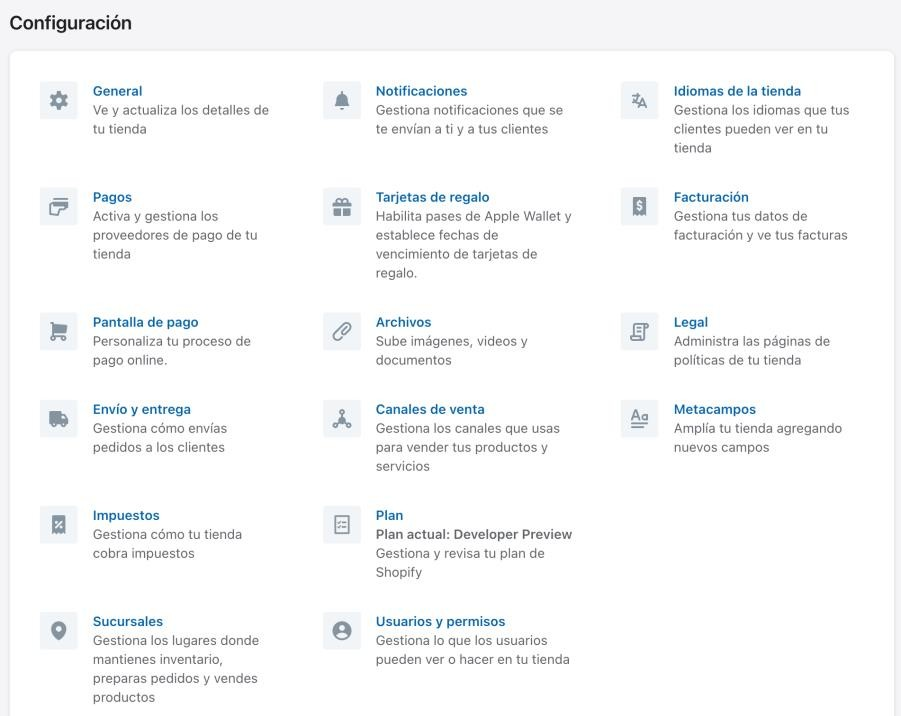 Configuración
General
Ve y actualiza los detalles de
tu tienda
Notificaciones
Gestiona notificaciones que se
te envían a ti y a tus clientes
Idiomas de la tienda
Gestiona los idiomas que tus
clientes pueden ver en tu
tienda
Pagos
Activa y gestiona los
proveedores de pago de tu
tienda
Tarjetas de regalo
Habilita pases de Apple Wallet y
establece fechas de
vencimiento de tarjetas de
regalo.
Facturación
Gestiona tus datos de
facturación y ve tus facturas
Pantalla de pago
Personaliza tu proceso de
pago online.
Archivos
Sube imágenes, videos y
documentos
Legal
Administra las páginas de
políticas de tu tienda
Envío y entrega
Gestiona cómo envías
pedidos a los clientes
Canales de venta
Gestiona los canales que usas
para vender tus productos y
servicios
Metacampos
Amplía tu tienda agregando
nuevos campos
Impuestos
Gestiona cómo tu tienda
cobra impuestos
Plan
Plan actual: Developer Preview
Gestiona y revisa tu plan de
Shopify
Sucursales
Gestiona los lugares donde
mantienes inventario,
preparas pedidos y vendes
productos
Usuarios y permisos
Gestiona lo que los usuarios
pueden ver o hacer en tu tienda